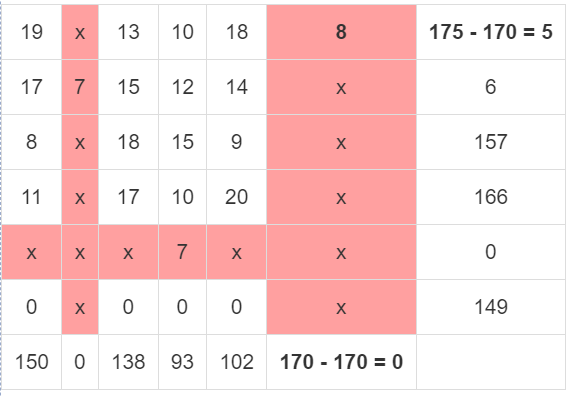 19 x 13 10 18 8 175 - 170 = 5
17 7 15 12 14 x 6
8 x 18 15 9 x 157
11 x 17 10 20 x 166
x x x 7 x x 0
0 x 0 0 0 x 149
150 0 138 93 102 170 - 170 = 0